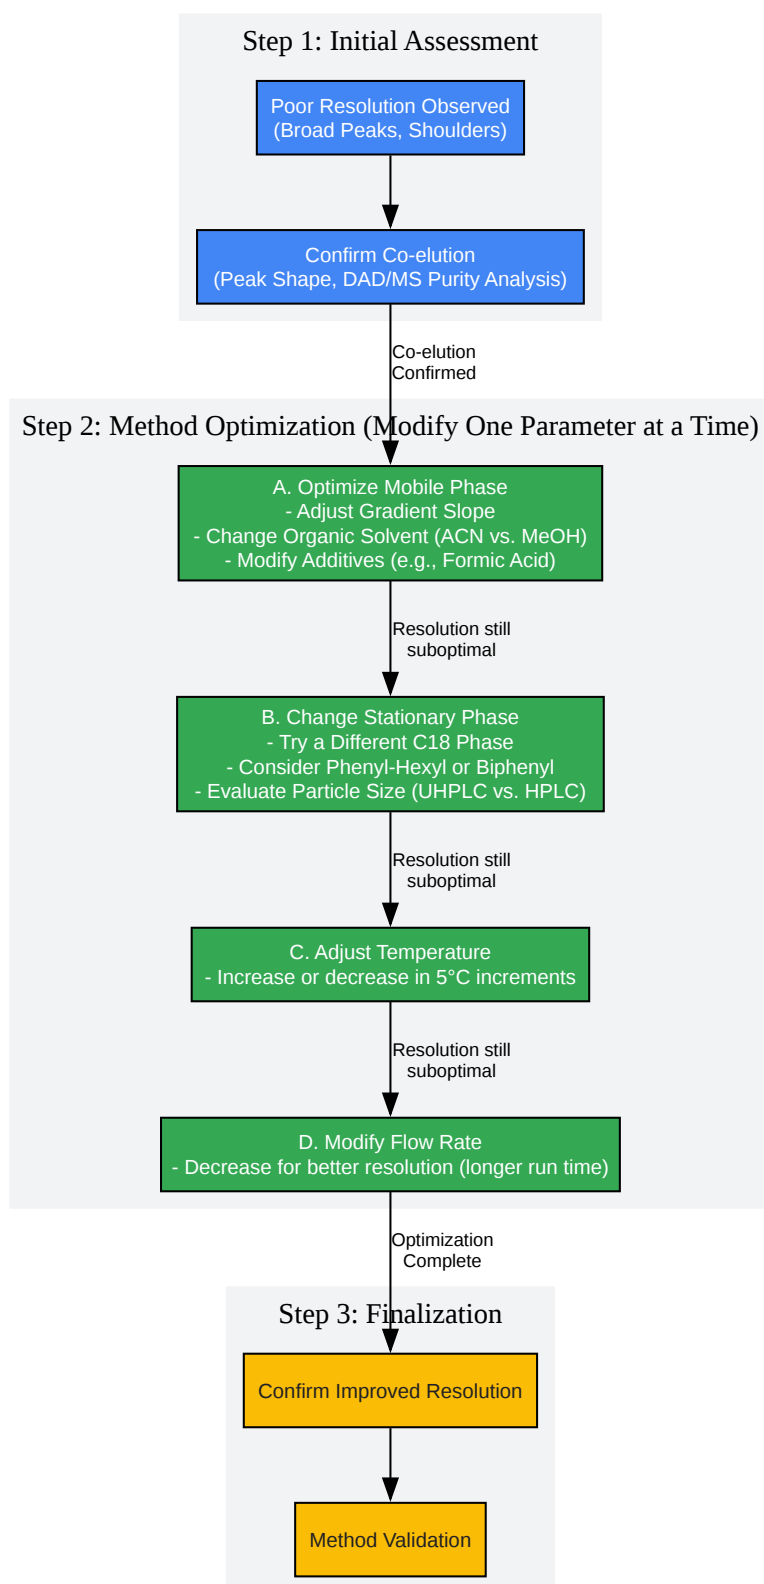 Step 1: Initial Assessment
Poor Resolution Observed
(Broad Peaks, Shoulders)
Confirm Co-elution
(Peak Shape, DAD/MS Purity Analysis)
Co-elution
Confirmed
Step 2: Method Optimization (Modify One Parameter at a Time)
A. Optimize Mobile Phase
- Adjust Gradient Slope
- Change Organic Solvent (ACN vs. MeOH)
- Modify Additives (e.g., Formic Acid)
Resolution still
suboptimal
B. Change Stationary Phase
- Try a Different C18 Phase
- Consider Phenyl-Hexyl or Biphenyl
- Evaluate Particle Size (UHPLC vs. HPLC)
Resolution still
suboptimal
C. Adjust Temperature
- Increase or decrease in 5°C increments
Resolution still
suboptimal
D. Modify Flow Rate
- Decrease for better resolution (longer run time)
Optimization
Complete
Step 3: Finalization
Confirm Improved Resolution
Method Validation